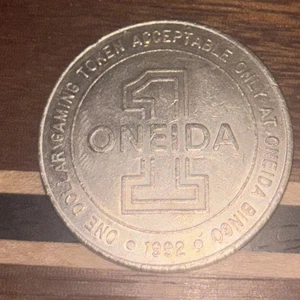 ONE DOLLAR GAMING TOKEN ACCEPTABLE ONLY AT ONEIDA BINGO
1
ONEIDA
1992